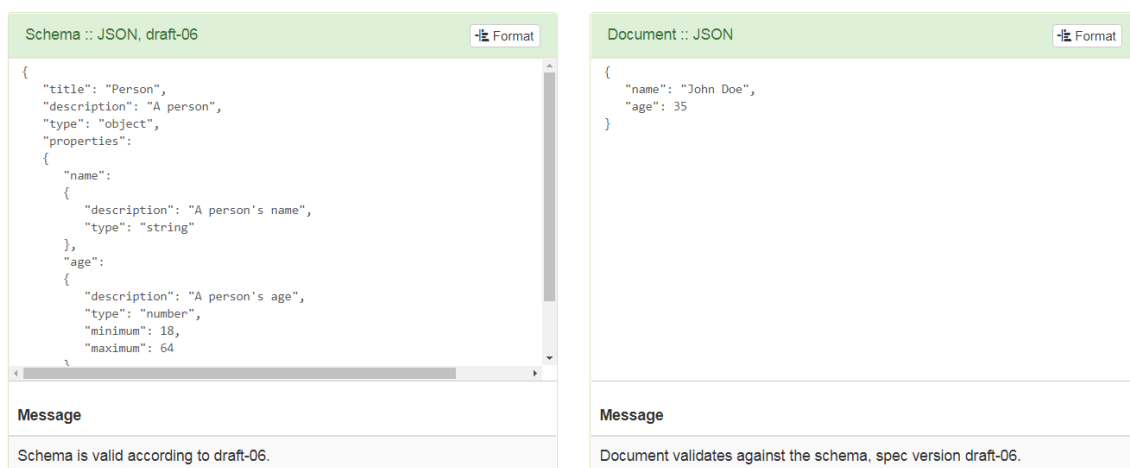 Schema :: JSON, draft-06
Format
{
"title": "Person",
"description": "A person",
"type": "object",
"properties":
{
"name":
{
"description": "A person's name",
"type": "string"
},
"age":
{
"description": "A person's age",
"type": "number",
"minimum": 18,
"maximum": 64
}
Message
Schema is valid according to draft-06.
Document :: JSON
Format
{
"name": "John Doe",
"age": 35
}
Message
Document validates against the schema, spec version draft-06.